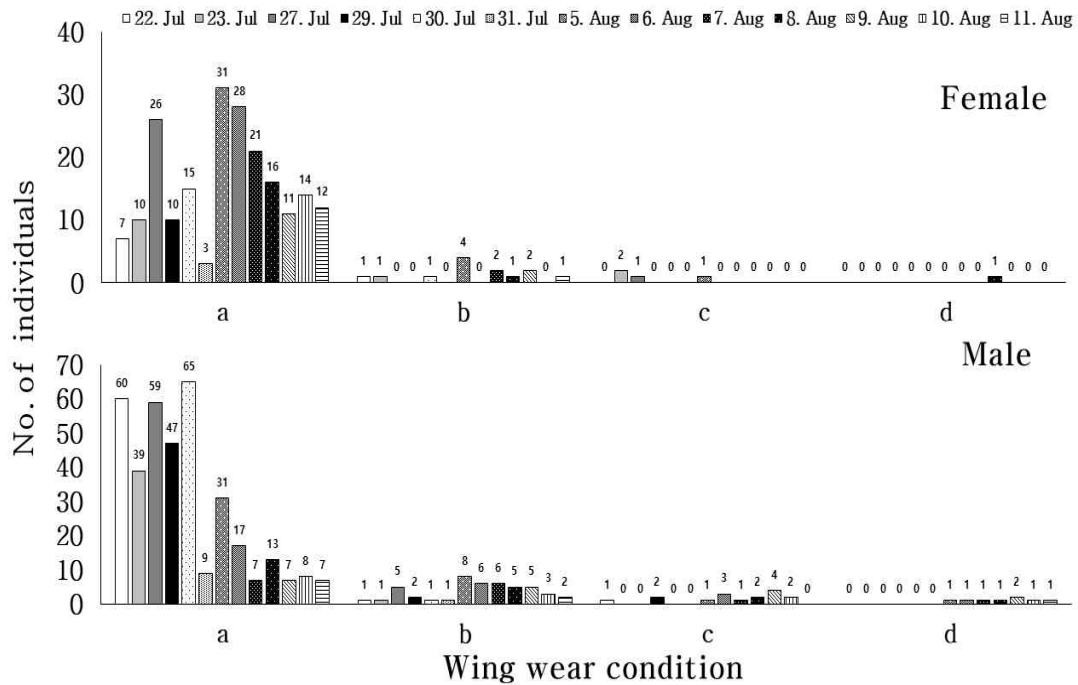 22. Jul 23. Jul 27. Jul 29. Jul 30. Jul 31. Jul 5. Aug 6. Aug 7. Aug 8. Aug 9. Aug 10. Aug 11. Aug
No. of individuals
40
30
20
10
0
Female
7 10 26 10 15 3 31 28 21 16 11 14 12
1 1 0 0 1 0 4 0 2 1 2 0 1
0 2 1 0 0 0 1 0 0 0 0 0 0
0 0 0 0 0 0 0 0 0 1 0 0 0
a b c d
Male
70
60
50
40
30
20
10
0
60 39 59 47 65 9 31 17 7 13 7 8 7
1 1 5 2 1 1 8 6 6 5 5 3 2
1 0 0 2 0 0 1 3 1 2 4 2 0
0 0 0 0 0 0 1 1 1 1 2 1 1
a b c d
Wing wear condition